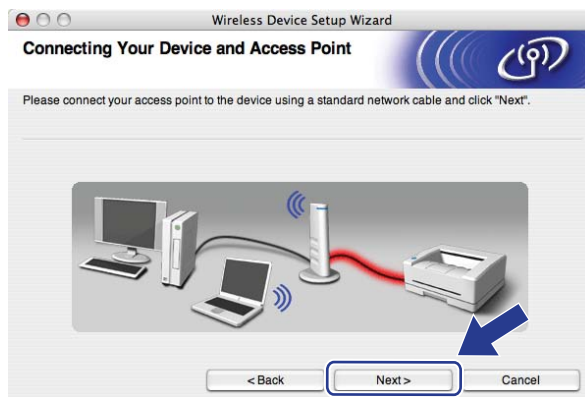 Wireless Device Setup Wizard
Connecting Your Device and Access Point
Please connect your access point to the device using a standard network cable and click "Next".
< Back Next > Cancel